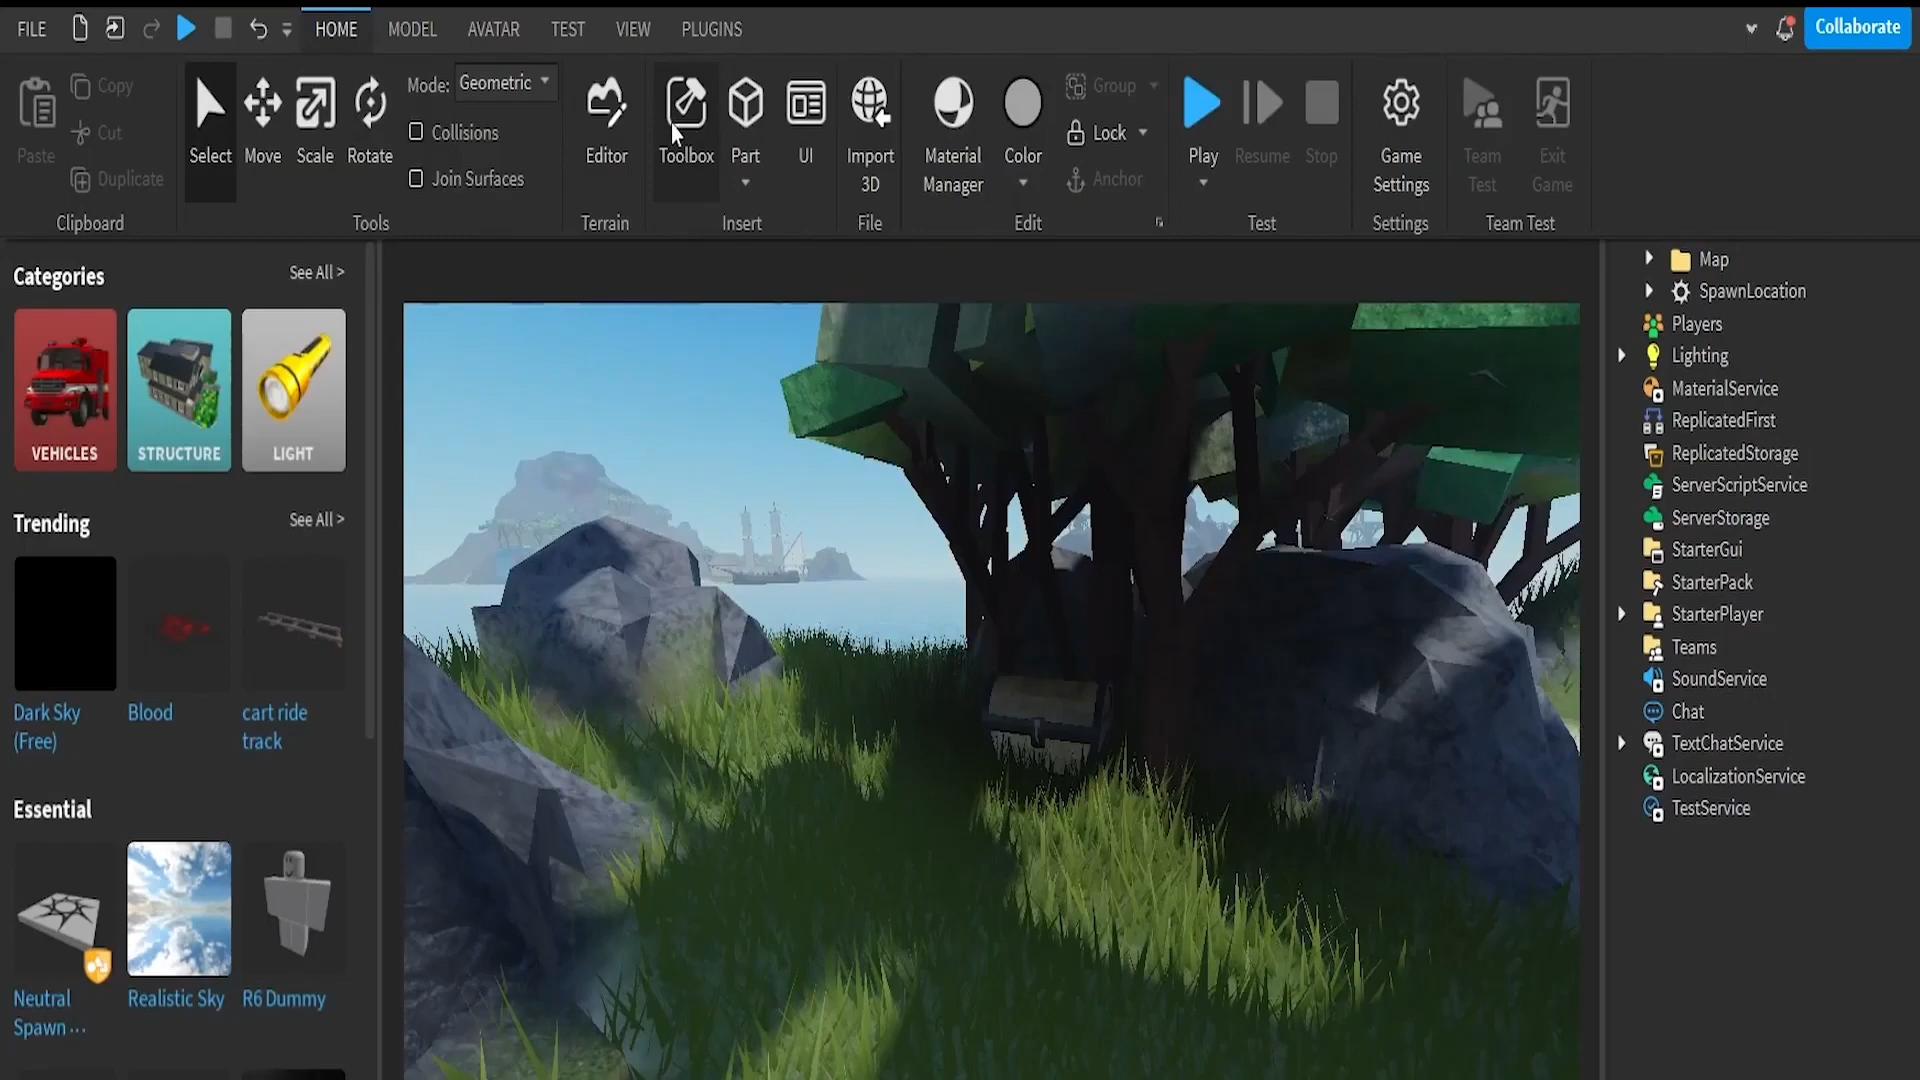 FILE HOME MODEL AVATAR TEST VIEW PLUGINS Collaborate
Paste
Copy
Cut
Duplicate
Clipboard
Select Move Scale Rotate
Mode: Geometric
Collisions
Join Surfaces
Tools
Editor
Terrain
Toolbox Part UI
Insert
Import
3D
File
Material
Manager
Color
Group
Lock
Anchor
Edit
Play Resume Stop
Test
Game
Settings
Settings
Team
Test
Exit
Game
Team Test
Categories See All >
VEHICLES STRUCTURE LIGHT
Trending See All >
Dark Sky
(Free)
Blood
cart ride
track
Essential
Neutral
Spawn ...
Realistic Sky
R6 Dummy
Map
SpawnLocation
Players
Lighting
MaterialService
ReplicatedFirst
ReplicatedStorage
ServerScriptService
ServerStorage
StarterGui
StarterPack
StarterPlayer
Teams
SoundService
Chat
TextChatService
LocalizationService
TestService